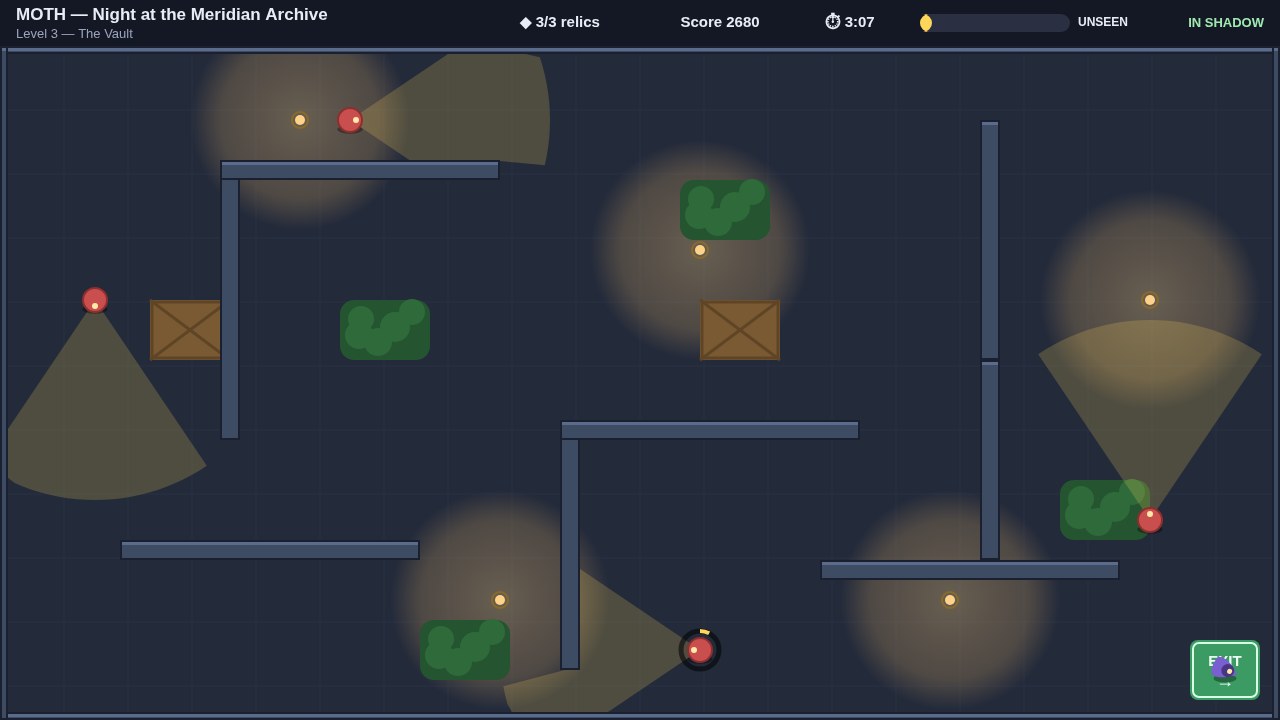 MOTH — Night at the Meridian Archive
Level 3 — The Vault
◆ 3/3 relics
Score 2680
⏱ 3:07
UNSEEN
IN SHADOW
EXIT
→